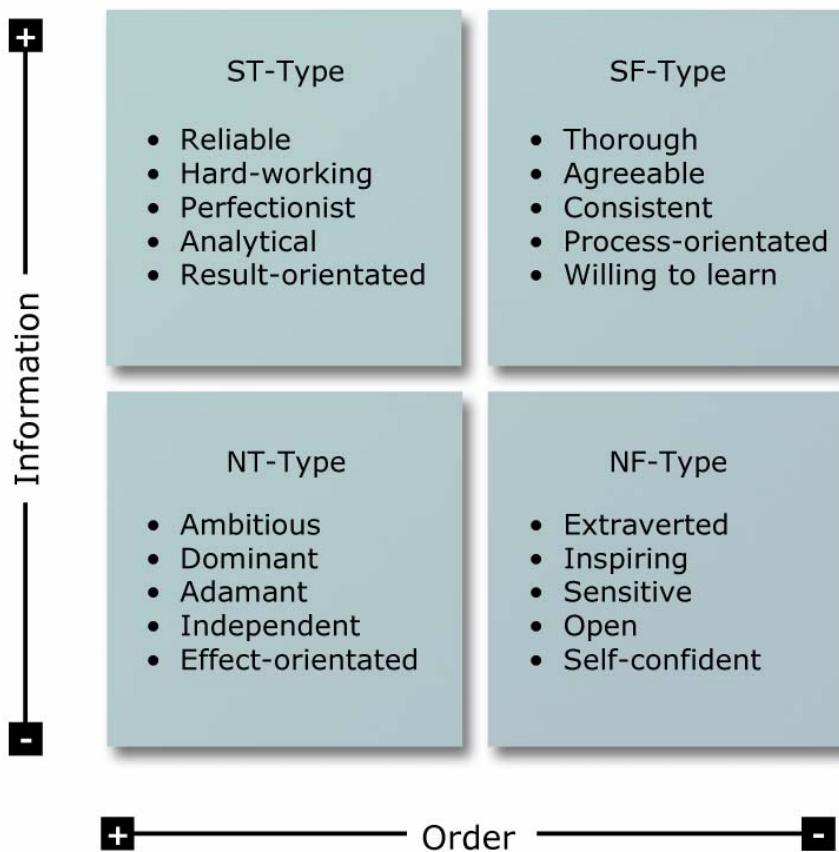 +
ST-Type
• Reliable
• Hard-working
• Perfectionist
• Analytical
• Result-orientated
SF-Type
• Thorough
• Agreeable
• Consistent
• Process-orientated
• Willing to learn
Information
NT-Type
• Ambitious
• Dominant
• Adamant
• Independent
• Effect-orientated
NF-Type
• Extraverted
• Inspiring
• Sensitive
• Open
• Self-confident
-
+ Order -